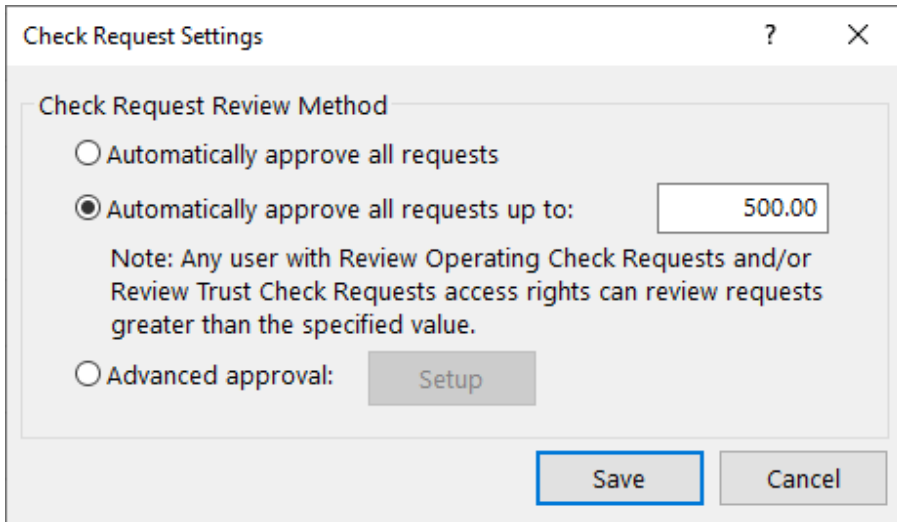 Check Request Settings
?
Check Request Review Method
Automatically approve all requests
Automatically approve all requests up to: 500.00
Note: Any user with Review Operating Check Requests and/or
Review Trust Check Requests access rights can review requests
greater than the specified value.
Advanced approval: Setup
Save Cancel